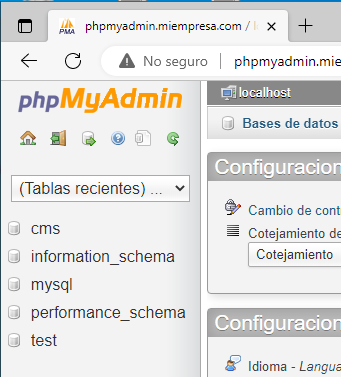 PMA
phpmyadmin.miempresa.com /
No seguro
phpmyadmin.mie
phpMyAdmin
localhost
Bases de datos
(Tablas recientes) ...
cms
information_schema
mysql
performance_schema
test
Configuracion
Cambio de cont
Cotejamiento de
Cotejamiento
Configuracion
Idioma - Langua